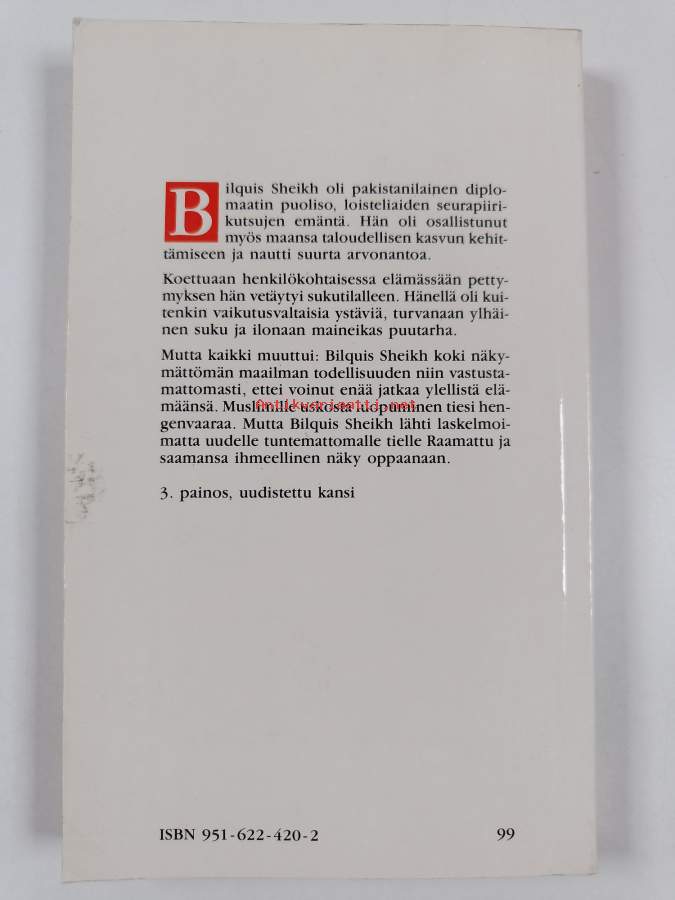 Bilquis Sheikh oli pakistanilainen diplo-
maatin puoliso, loisteliaiden seurapiiri-
kutsujen emäntä. Hän oli osallistunut
myös maansa taloudellisen kasvun kehit-
tämiseen ja nautti suurta arvonantoa.
Koettuaan henkilökohtaisessa elämässään petty-
myksen hän vetäytyi sukutilalleen. Hänellä oli kui-
tenkin vaikutusvaltaisia ystäviä, turvanaan ylhäi-
nen suku ja ilonaan maineikas puutarha.
Mutta kaikki muuttui: Bilquis Sheikh koki näky-
mättömän maailman todellisuuden niin vastusta-
mattomasti, ettei voinut enää jatkaa ylellistä elä-
määnsä. Muslimille uskosta luopuminen tiesi hen-
Antikvariaatti.net
genvaaraa. Mutta Bilquis Sheikh lähti laskelmoi-
matta uudelle tuntemattomalle tielle Raamattu ja
saamansa ihmeellinen näky oppaanaan.
3. painos, uudistettu kansi
ISBN 951-622-420-2 99